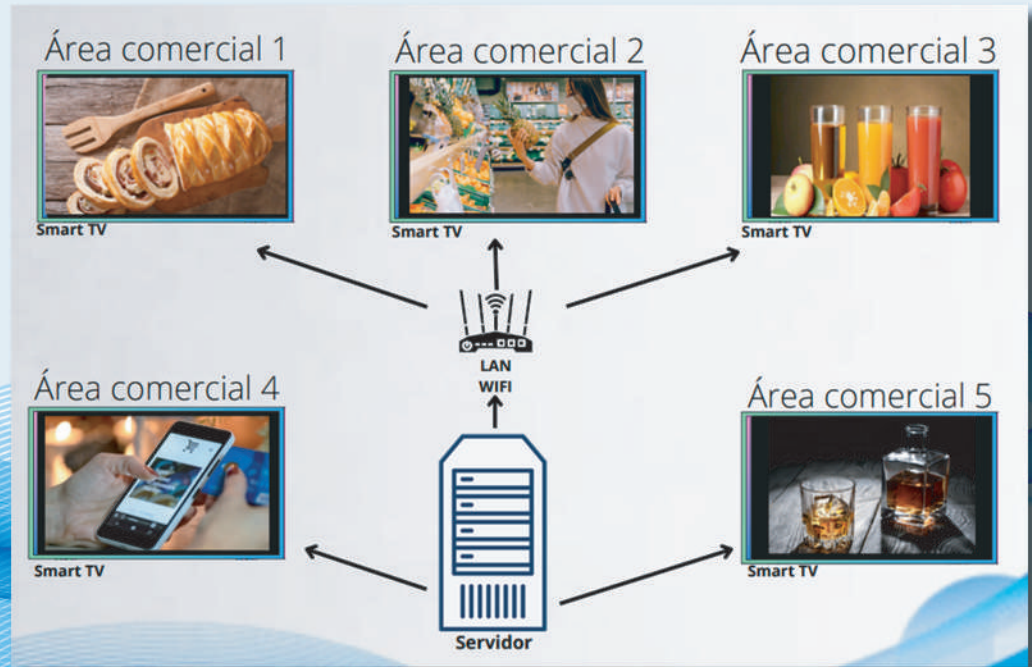 Área comercial 1
Área comercial 2
Área comercial 3
Smart TV
Smart TV
Smart TV
LAN
WIFI
Área comercial 4
Área comercial 5
Smart TV
Smart TV
Servidor